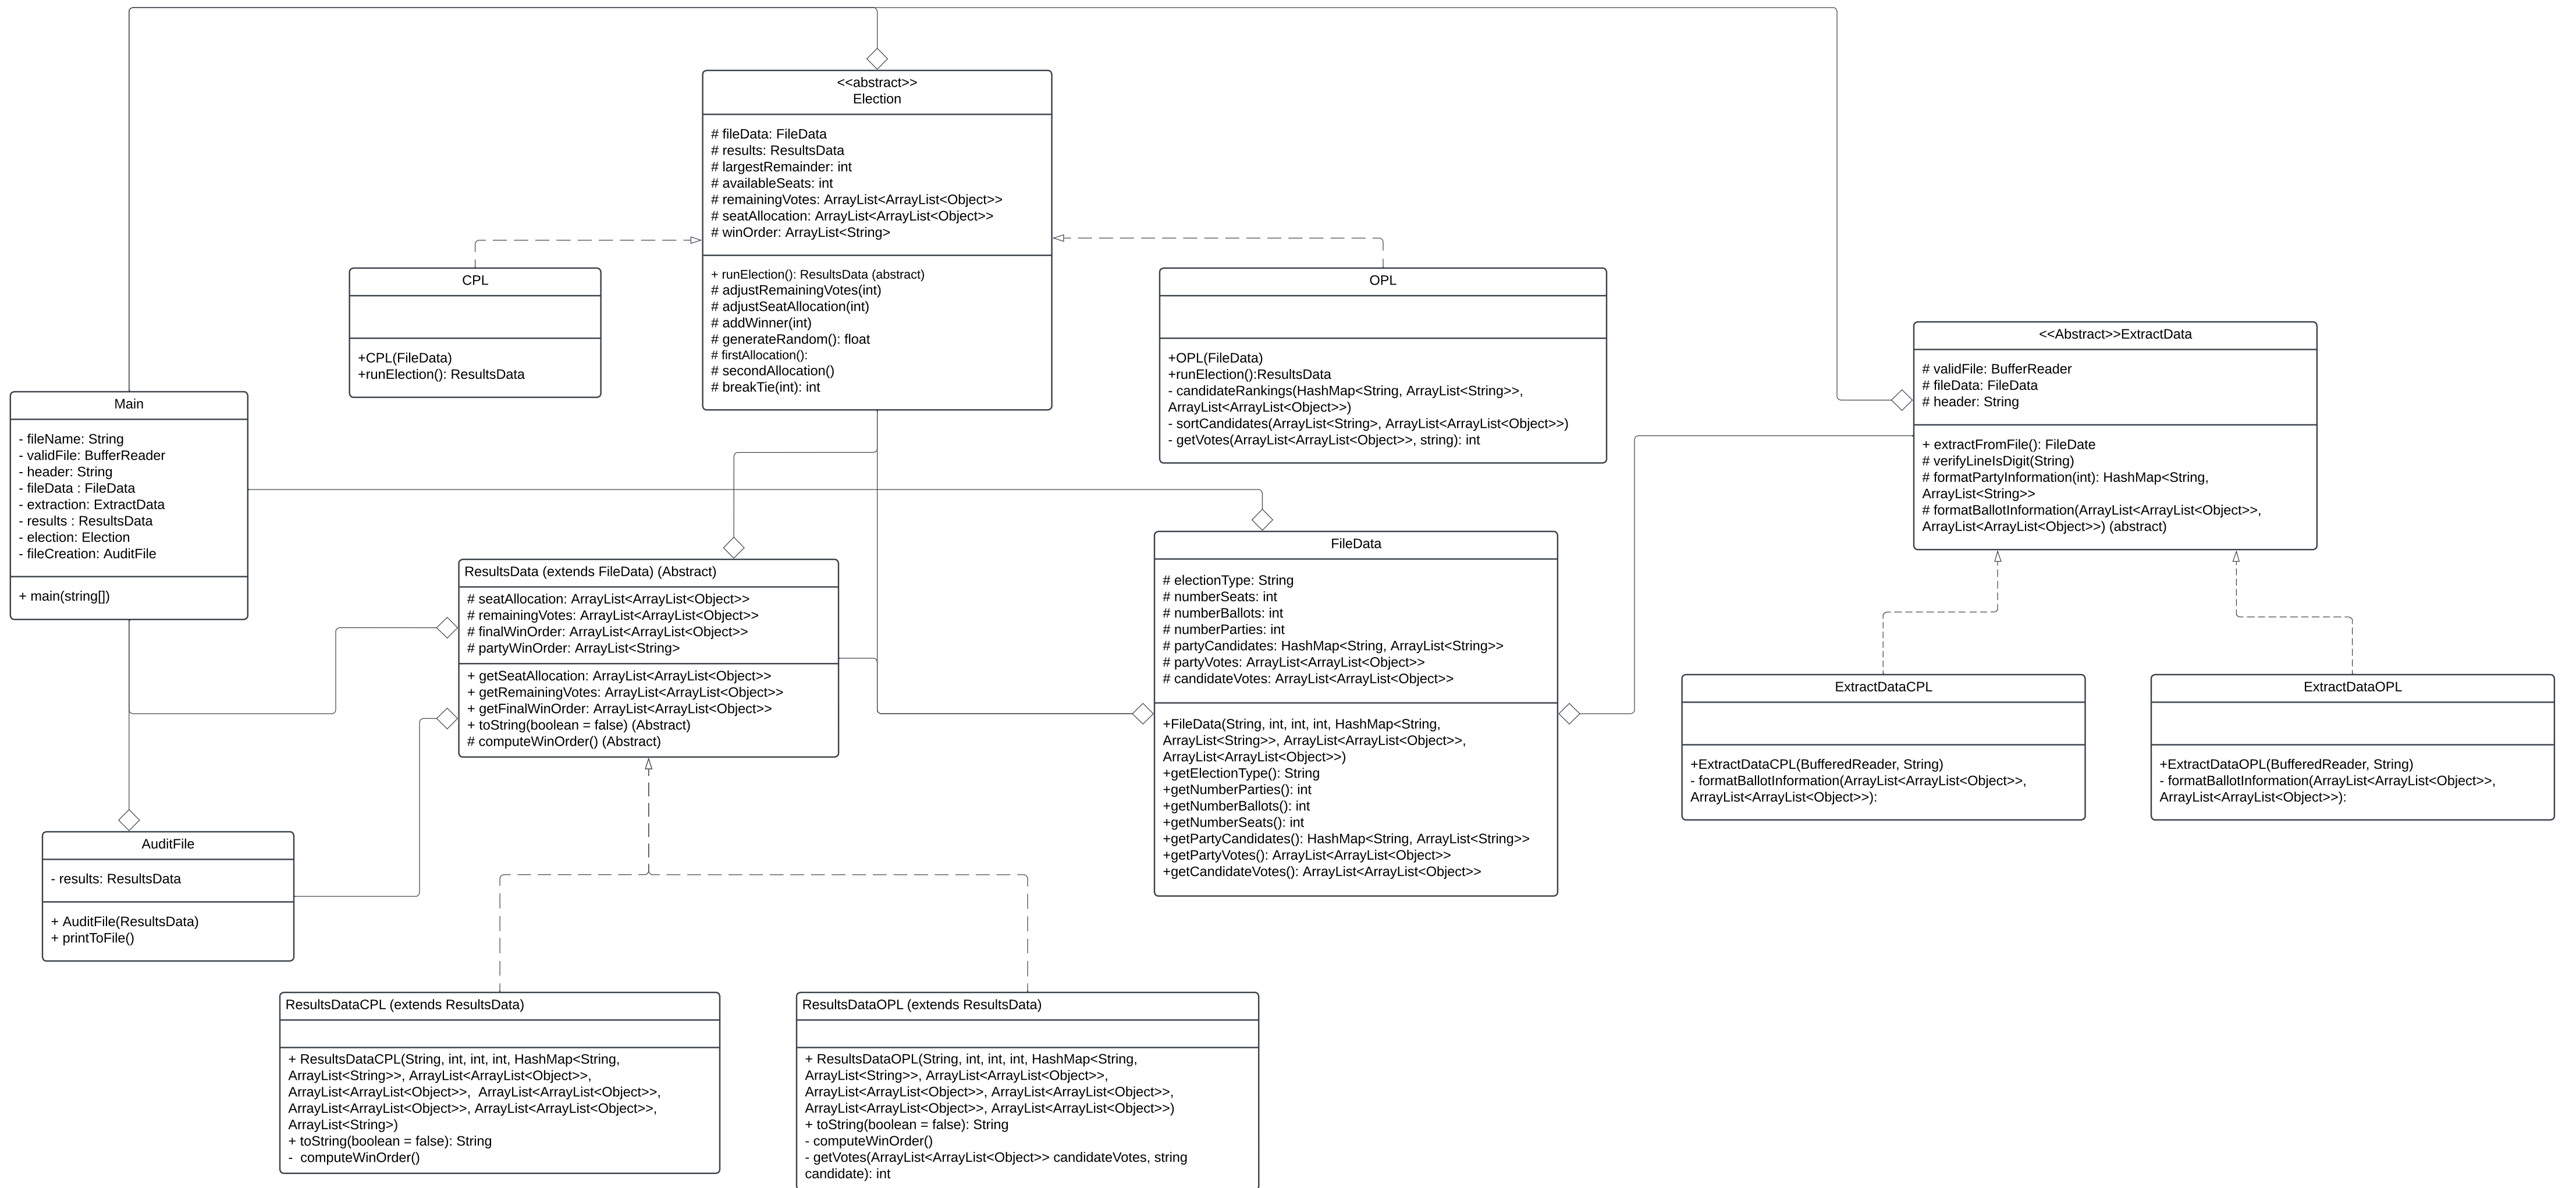 <<abstract>>
Election
# fileData: FileData
# results: ResultsData
# largestRemainder: int
# availableSeats: int
# remainingVotes: ArrayList<ArrayList<Object>>
# seatAllocation: ArrayList<ArrayList<Object>>
# winOrder: ArrayList<String>
+ runElection(): ResultsData (abstract)
# adjustRemainingVotes(int)
# adjustSeatAllocation(int)
# addWinner(int)
# generateRandom(): float
# firstAllocation():
# secondAllocation()
# breakTie(int): int
CPL
+CPL(FileData)
+runElection(): ResultsData
OPL
+OPL(FileData)
+runElection():ResultsData
- candidateRankings(HashMap<String, ArrayList<String>>,
ArrayList<ArrayList<Object>>)
- sortCandidates(ArrayList<String>, ArrayList<ArrayList<Object>>)
- getVotes(ArrayList<ArrayList<Object>>, string): int
<<Abstract>>ExtractData
# validFile: BufferReader
# fileData: FileData
# header: String
+ extractFromFile(): FileDate
# verifyLineIsDigit(String)
# formatPartyInformation(int): HashMap<String,
ArrayList<String>>
# formatBallotInformation(ArrayList<ArrayList<Object>>,
ArrayList<ArrayList<Object>>) (abstract)
Main
- fileName: String
- validFile: BufferReader
- header: String
- fileData : FileData
- extraction: ExtractData
- results : ResultsData
- election: Election
- fileCreation: AuditFile
+ main(string[])
ResultsData (extends FileData) (Abstract)
# seatAllocation: ArrayList<ArrayList<Object>>
# remainingVotes: ArrayList<ArrayList<Object>>
# finalWinOrder: ArrayList<ArrayList<Object>>
# partyWinOrder: ArrayList<String>
+ getSeatAllocation: ArrayList<ArrayList<Object>>
+ getRemainingVotes: ArrayList<ArrayList<Object>>
+ getFinalWinOrder: ArrayList<ArrayList<Object>>
+ toString(boolean = false) (Abstract)
# computeWinOrder() (Abstract)
FileData
# electionType: String
# numberSeats: int
# numberBallots: int
# numberParties: int
# partyCandidates: HashMap<String, ArrayList<String>>
# partyVotes: ArrayList<ArrayList<Object>>
# candidateVotes: ArrayList<ArrayList<Object>>
+FileData(String, int, int, int, HashMap<String,
ArrayList<String>>, ArrayList<ArrayList<Object>>,
ArrayList<ArrayList<Object>>)
+getElectionType(): String
+getNumberParties(): int
+getNumberBallots(): int
+getNumberSeats(): int
+getPartyCandidates(): HashMap<String, ArrayList<String>>
+getPartyVotes(): ArrayList<ArrayList<Object>>
+getCandidateVotes(): ArrayList<ArrayList<Object>>
ExtractDataCPL
+ExtractDataCPL(BufferedReader, String)
- formatBallotInformation(ArrayList<ArrayList<Object>>,
ArrayList<ArrayList<Object>>):
ExtractDataOPL
+ExtractDataOPL(BufferedReader, String)
- formatBallotInformation(ArrayList<ArrayList<Object>>,
ArrayList<ArrayList<Object>>):
AuditFile
- results: ResultsData
+ AuditFile(ResultsData)
+ printToFile()
ResultsDataCPL (extends ResultsData)
+ ResultsDataCPL(String, int, int, int, HashMap<String,
ArrayList<String>>, ArrayList<ArrayList<Object>>,
ArrayList<ArrayList<Object>>, ArrayList<ArrayList<Object>>,
ArrayList<ArrayList<Object>>, ArrayList<ArrayList<Object>>,
ArrayList<String>)
+ toString(boolean = false): String
- computeWinOrder()
ResultsDataOPL (extends ResultsData)
+ ResultsDataOPL(String, int, int, int, HashMap<String,
ArrayList<String>>, ArrayList<ArrayList<Object>>,
ArrayList<ArrayList<Object>>, ArrayList<ArrayList<Object>>,
ArrayList<ArrayList<Object>>, ArrayList<ArrayList<Object>>)
+ toString(boolean = false): String
- computeWinOrder()
- getVotes(ArrayList<ArrayList<Object>> candidateVotes, string
candidate): int